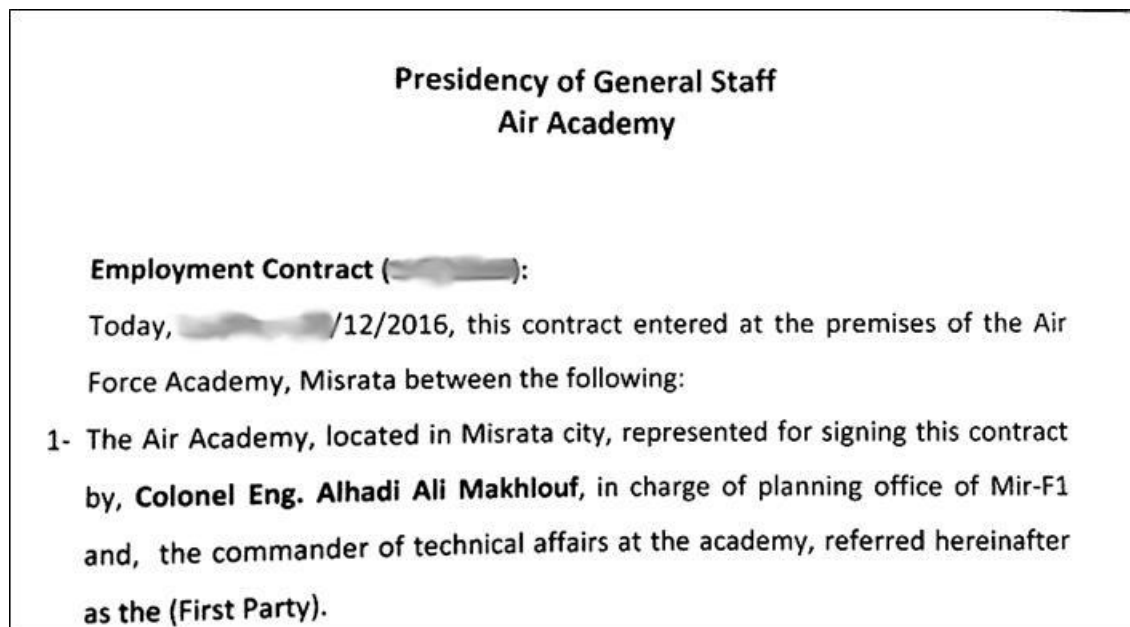 Presidency of General Staff
Air Academy
Employment Contract ( ):
Today, /12/2016, this contract entered at the premises of the Air
Force Academy, Misrata between the following:
1- The Air Academy, located in Misrata city, represented for signing this contract
by, Colonel Eng. Alhadi Ali Makhlouf, in charge of planning office of Mir-F1
and, the commander of technical affairs at the academy, referred hereinafter
as the (First Party).